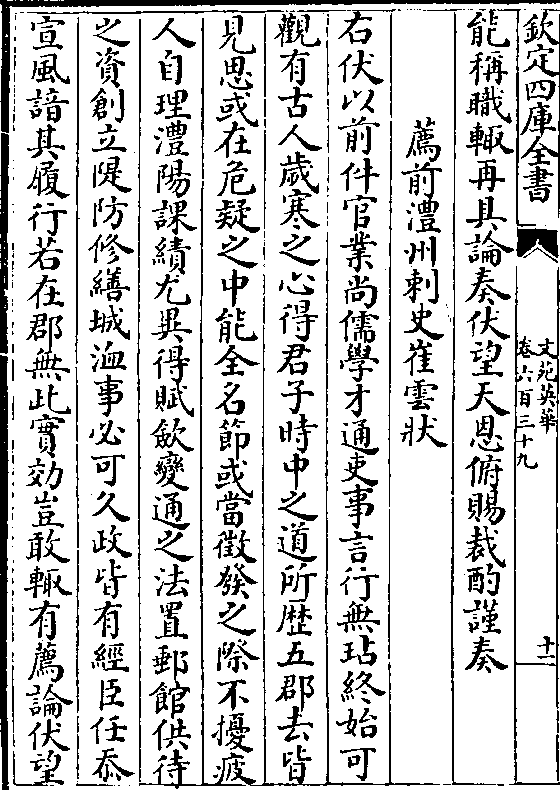 欽定四庫全書
文苑英華
卷六百三十九
十一
能稱職輙再具論奏伏望天恩俯賜裁酌謹奏
薦前澧州刺史崔雲狀
右伏以前件官業尚儒學才通吏事言行無玷終始可
觀有古人歲寒之心得君子時中之道所歴五郡去皆
見思或在危疑之中能全名節或當徵發之際不擾疲
人自理澧陽課績尤異得賦歛變通之法置郵館供待
之資創立隄防修繕城洫事必可久政皆有經臣任忝
宣風諳其履行若在郡無此實効豈敢輙有薦論伏望